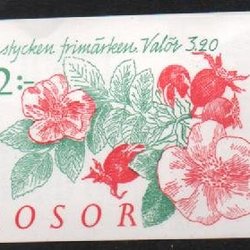 stycken frimärken. Valör 3,20
2:-
OSOR